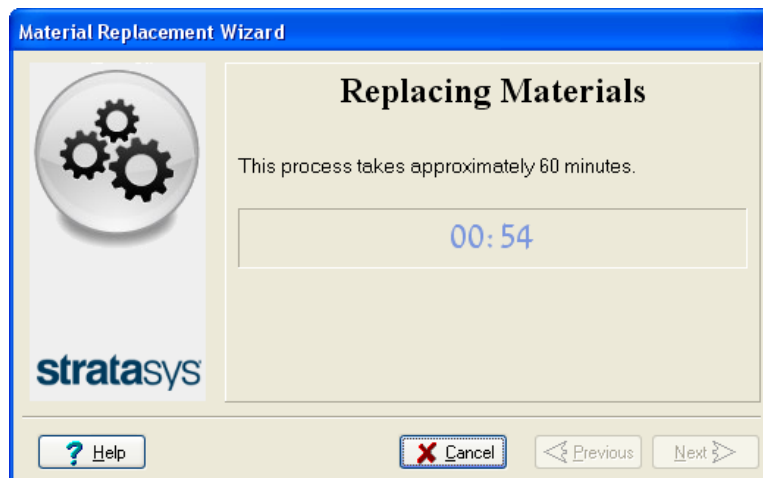 Material Replacement Wizard
Replacing Materials
This process takes approximately 60 minutes.
00:54
stratasys
? Help
Cancel
Previous
Next